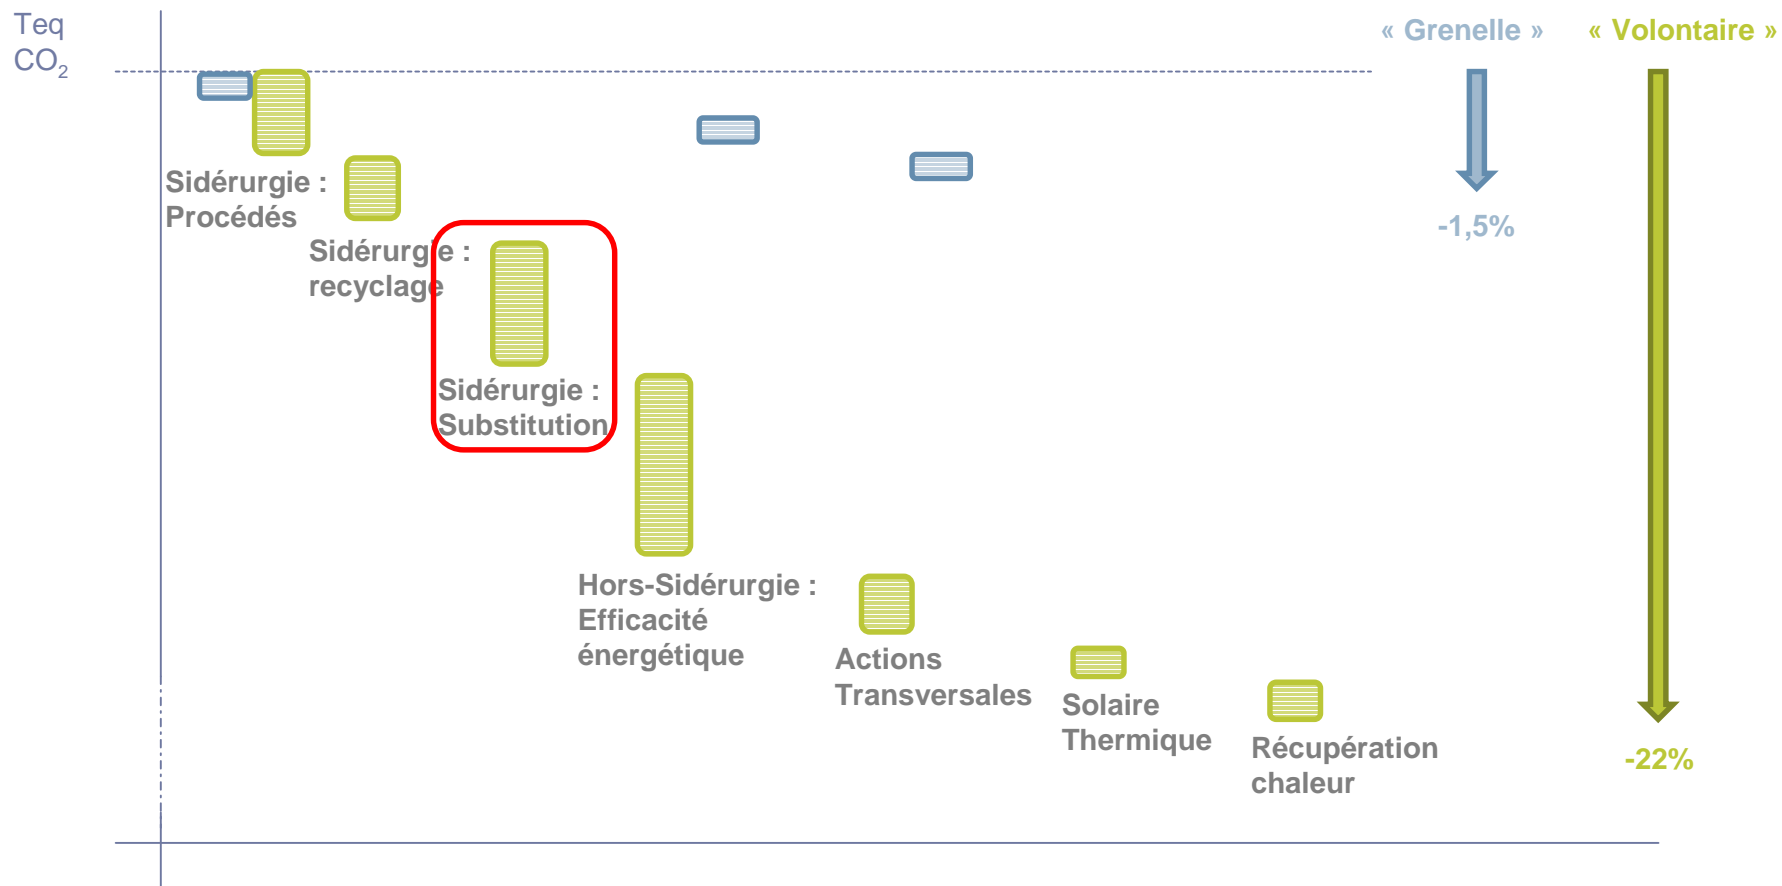 Teq
CO₂
« Grenelle »
« Volontaire »
Sidérurgie :
Procédés
Sidérurgie :
recyclage
Sidérurgie :
Substitution
Hors-Sidérurgie :
Efficacité
énergétique
Actions
Transversales
Solaire
Thermique
Récupération
chaleur
-1,5%
-22%